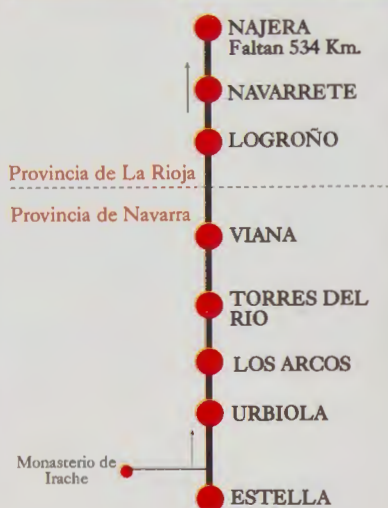 NAJERA
Faltan 534 Km.
NAVARRETE
LOGROÑO
Provincia de La Rioja
Provincia de Navarra
VIANA
TORRES DEL
RIO
LOS ARCOS
URBIOLA
Monasterio de
Irache
ESTELLA